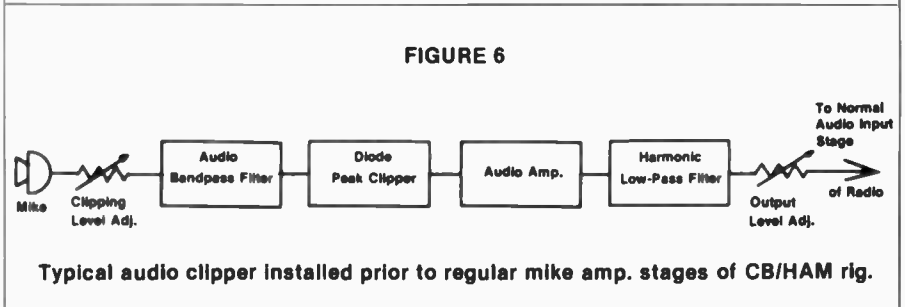 FIGURE 6
To Normal
Audio Input
Stage
of Radio
Mike
Clipping
Level Adj.
Audio
Bandpass Filter
Diode
Peak Clipper
Audio Amp.
Harmonic
Low-Pass Filter
Output
Level Adj.
Typical audio clipper installed prior to regular mike amp. stages of CB/HAM rig.